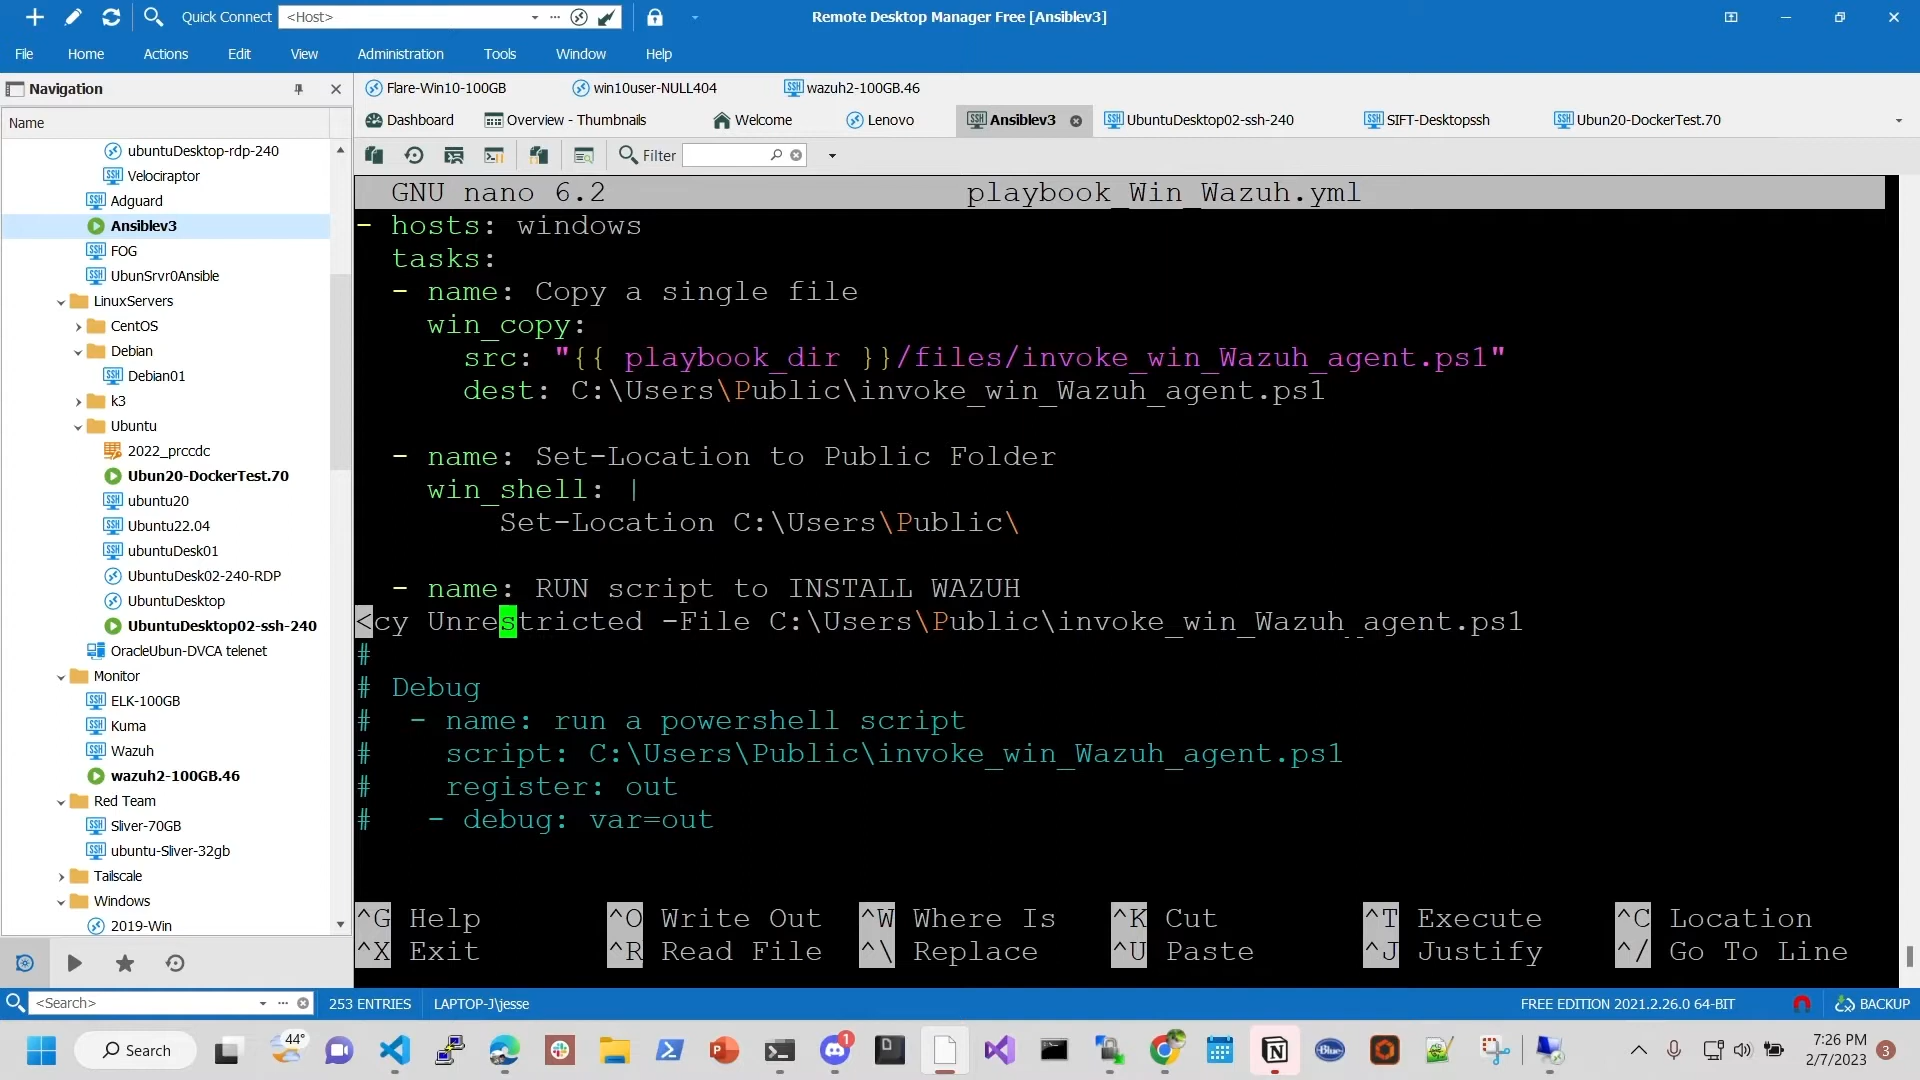 Quick Connect <Host> Remote Desktop Manager Free [Ansiblev3]
File Home Actions Edit View Administration Tools Window Help
Navigation
Name
ubuntuDesktop-rdp-240
Velociraptor
Adguard
Ansiblev3
FOG
UbunSrvr0Ansible
LinuxServers
CentOS
Debian
Debian01
k3
Ubuntu
2022_prccdc
Ubun20-DockerTest.70
ubuntu20
Ubuntu22.04
ubuntuDesk01
UbuntuDesk02-240-RDP
UbuntuDesktop
UbuntuDesktop02-ssh-240
OracleUbun-DVCA telenet
Monitor
ELK-100GB
Kuma
Wazuh
wazuh2-100GB.46
Red Team
Sliver-70GB
ubuntu-Sliver-32gb
Tailscale
Windows
2019-Win
Flare-Win10-100GB win10user-NULL404 wazuh2-100GB.46
Dashboard Overview - Thumbnails Welcome Lenovo Ansiblev3 UbuntuDesktop02-ssh-240 SIFT-Desktopssh Ubun20-DockerTest.70
Filter
GNU nano 6.2 playbook_Win_Wazuh.yml
- hosts: windows
tasks:
- name: Copy a single file
win_copy:
src: "{{ playbook_dir }}/files/invoke_win_Wazuh_agent.ps1"
dest: C:\Users\Public\invoke_win_Wazuh_agent.ps1
- name: Set-Location to Public Folder
win_shell: |
Set-Location C:\Users\Public\
- name: RUN script to INSTALL WAZUH
<cy Unrestricted -File C:\Users\Public\invoke_win_Wazuh_agent.ps1
#
# Debug
# - name: run a powershell script
# script: C:\Users\Public\invoke_win_Wazuh_agent.ps1
# register: out
# - debug: var=out
^G Help ^O Write Out ^W Where Is ^K Cut ^T Execute ^C Location
^X Exit ^R Read File ^\ Replace ^U Paste ^J Justify ^/ Go To Line
<Search> 253 ENTRIES LAPTOP-J\jesse FREE EDITION 2021.2.26.0 64-BIT BACKUP
Search 44° 1 Blue 7:26 PM
2/7/2023 3